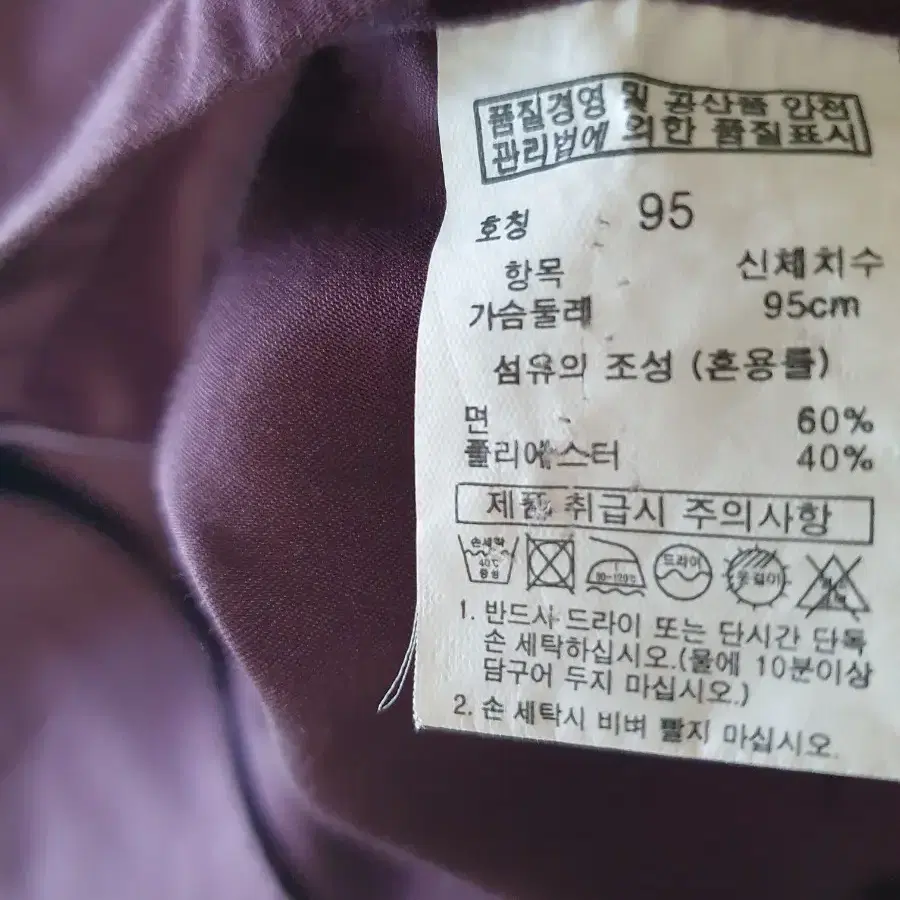 품질경영 및 공산품 안전
관리법에 의한 품질표시
호칭 95
항목 신체치수
가슴둘레 95cm
섬유의 조성 (혼용률)
면 60%
폴리에스터 40%
제품 취급시 주의사항
손세탁 40℃ 중성
80~120℃
드라이
옷걸이
1. 반드시 드라이 또는 단시간 단독
손 세탁하십시오.(물에 10분이상
담구어 두지 마십시오.)
2. 손 세탁시 비벼 빨지 마십시오.